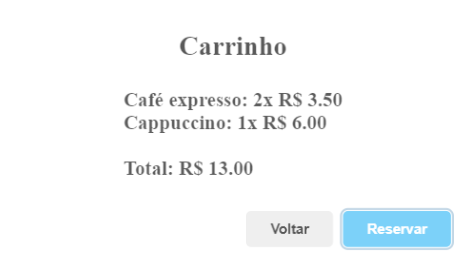 Carrinho
Café expresso: 2x R$ 3.50
Cappuccino: 1x R$ 6.00
Total: R$ 13.00
Voltar
Reservar